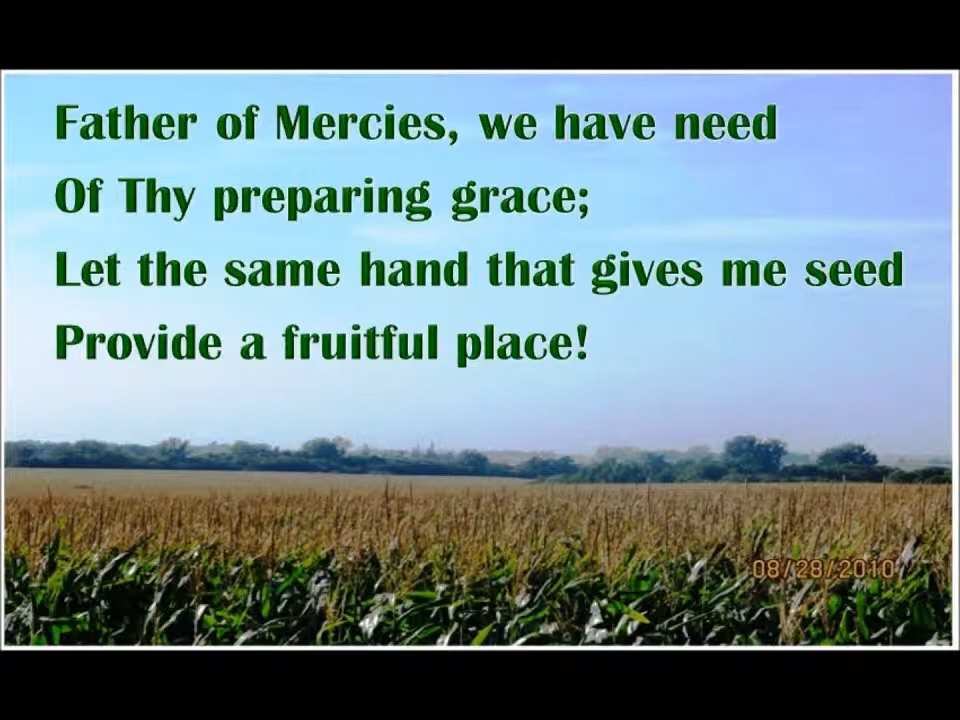 Father of Mercies, we have need
Of Thy preparing grace;
Let the same hand that gives me seed
Provide a fruitful place!
08/28/2010